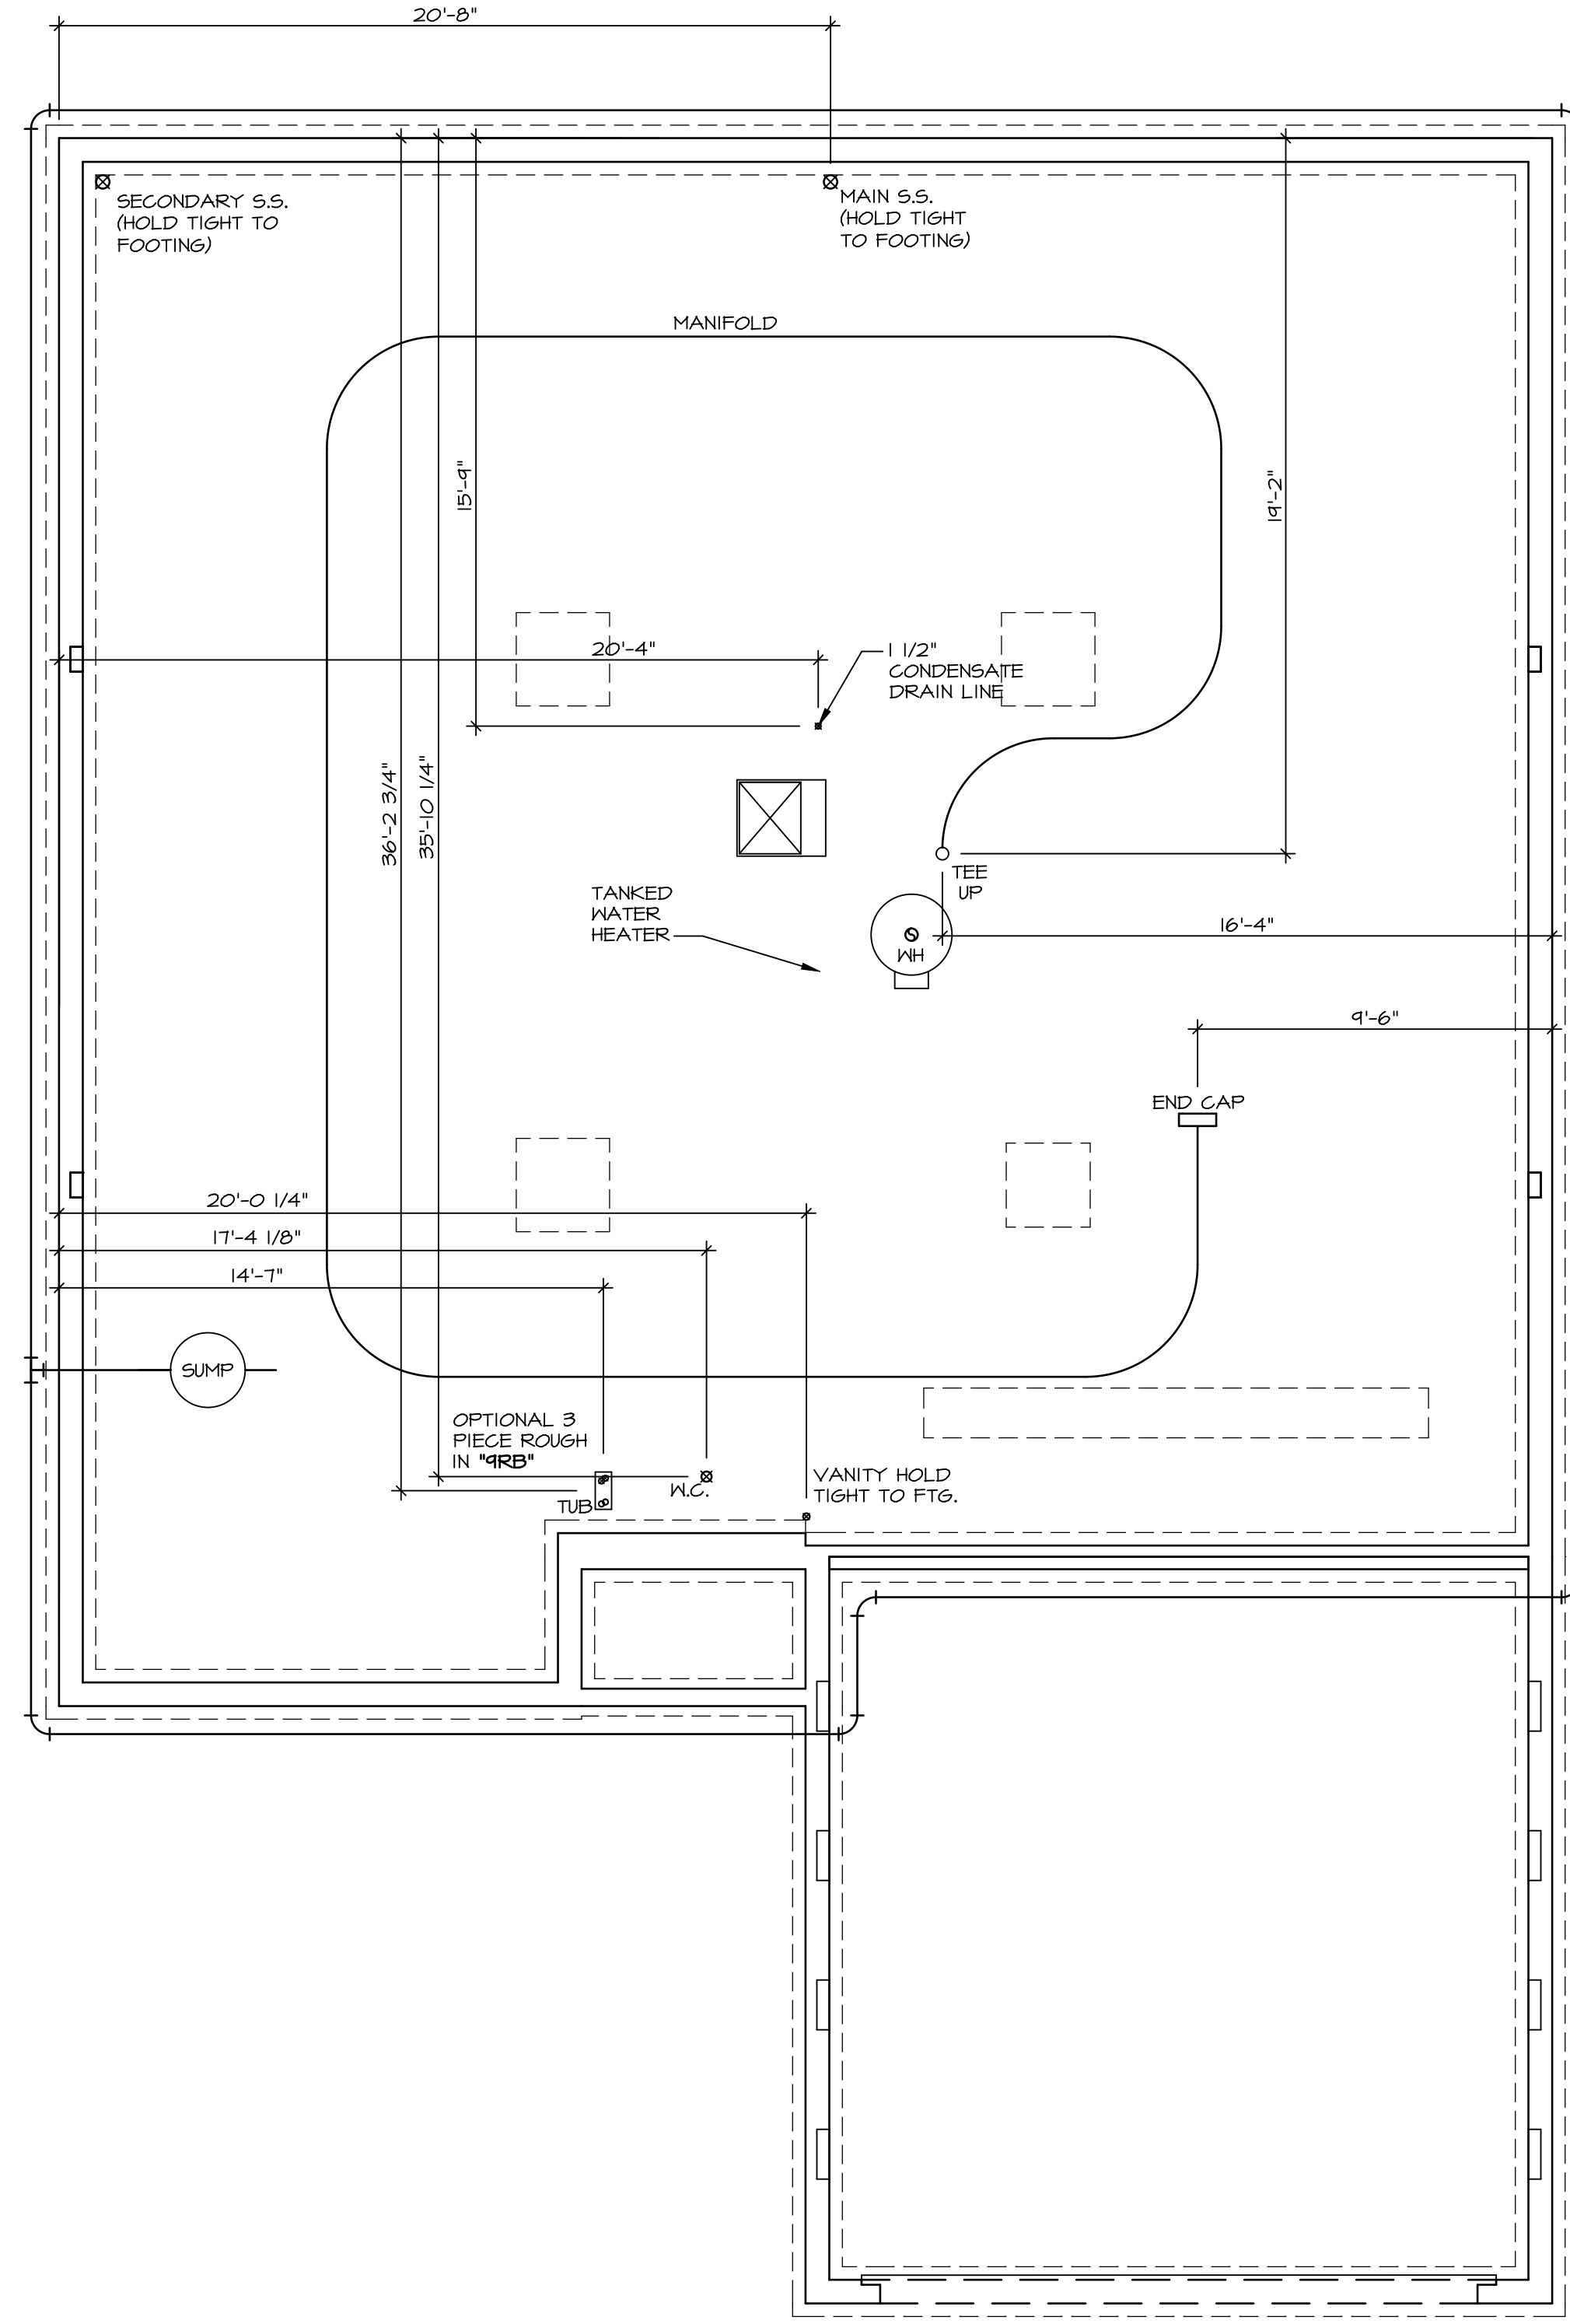 20'-8"
SECONDARY S.S.
(HOLD TIGHT TO
FOOTING)
MAIN S.S.
(HOLD TIGHT
TO FOOTING)
MANIFOLD
15'-9"
19'-2"
20'-4"
1 1/2"
CONDENSATE
DRAIN LINE
36'-2 3/4"
35'-10 1/4"
TEE
UP
TANKED
WATER
HEATER
WH
16'-4"
9'-6"
END CAP
20'-0 1/4"
17'-4 1/8"
14'-7"
SUMP
OPTIONAL 3
PIECE ROUGH
IN "9RB"
TUB
W.C.
VANITY HOLD
TIGHT TO FTG.